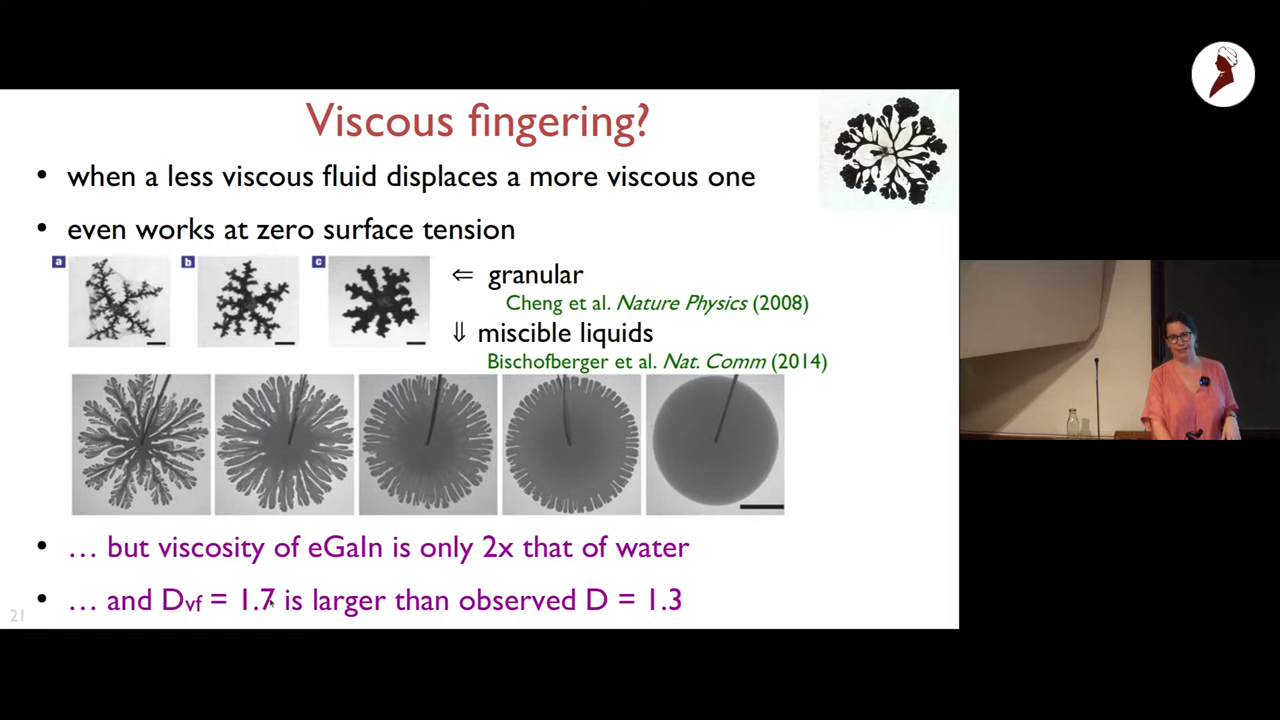 Viscous fingering?
• when a less viscous fluid displaces a more viscous one
• even works at zero surface tension
a b c
⇐ granular
Cheng et al. Nature Physics (2008)
⇓ miscible liquids
Bischofberger et al. Nat. Comm (2014)
• … but viscosity of eGaIn is only 2x that of water
• … and Dvf = 1.7 is larger than observed D = 1.3
21